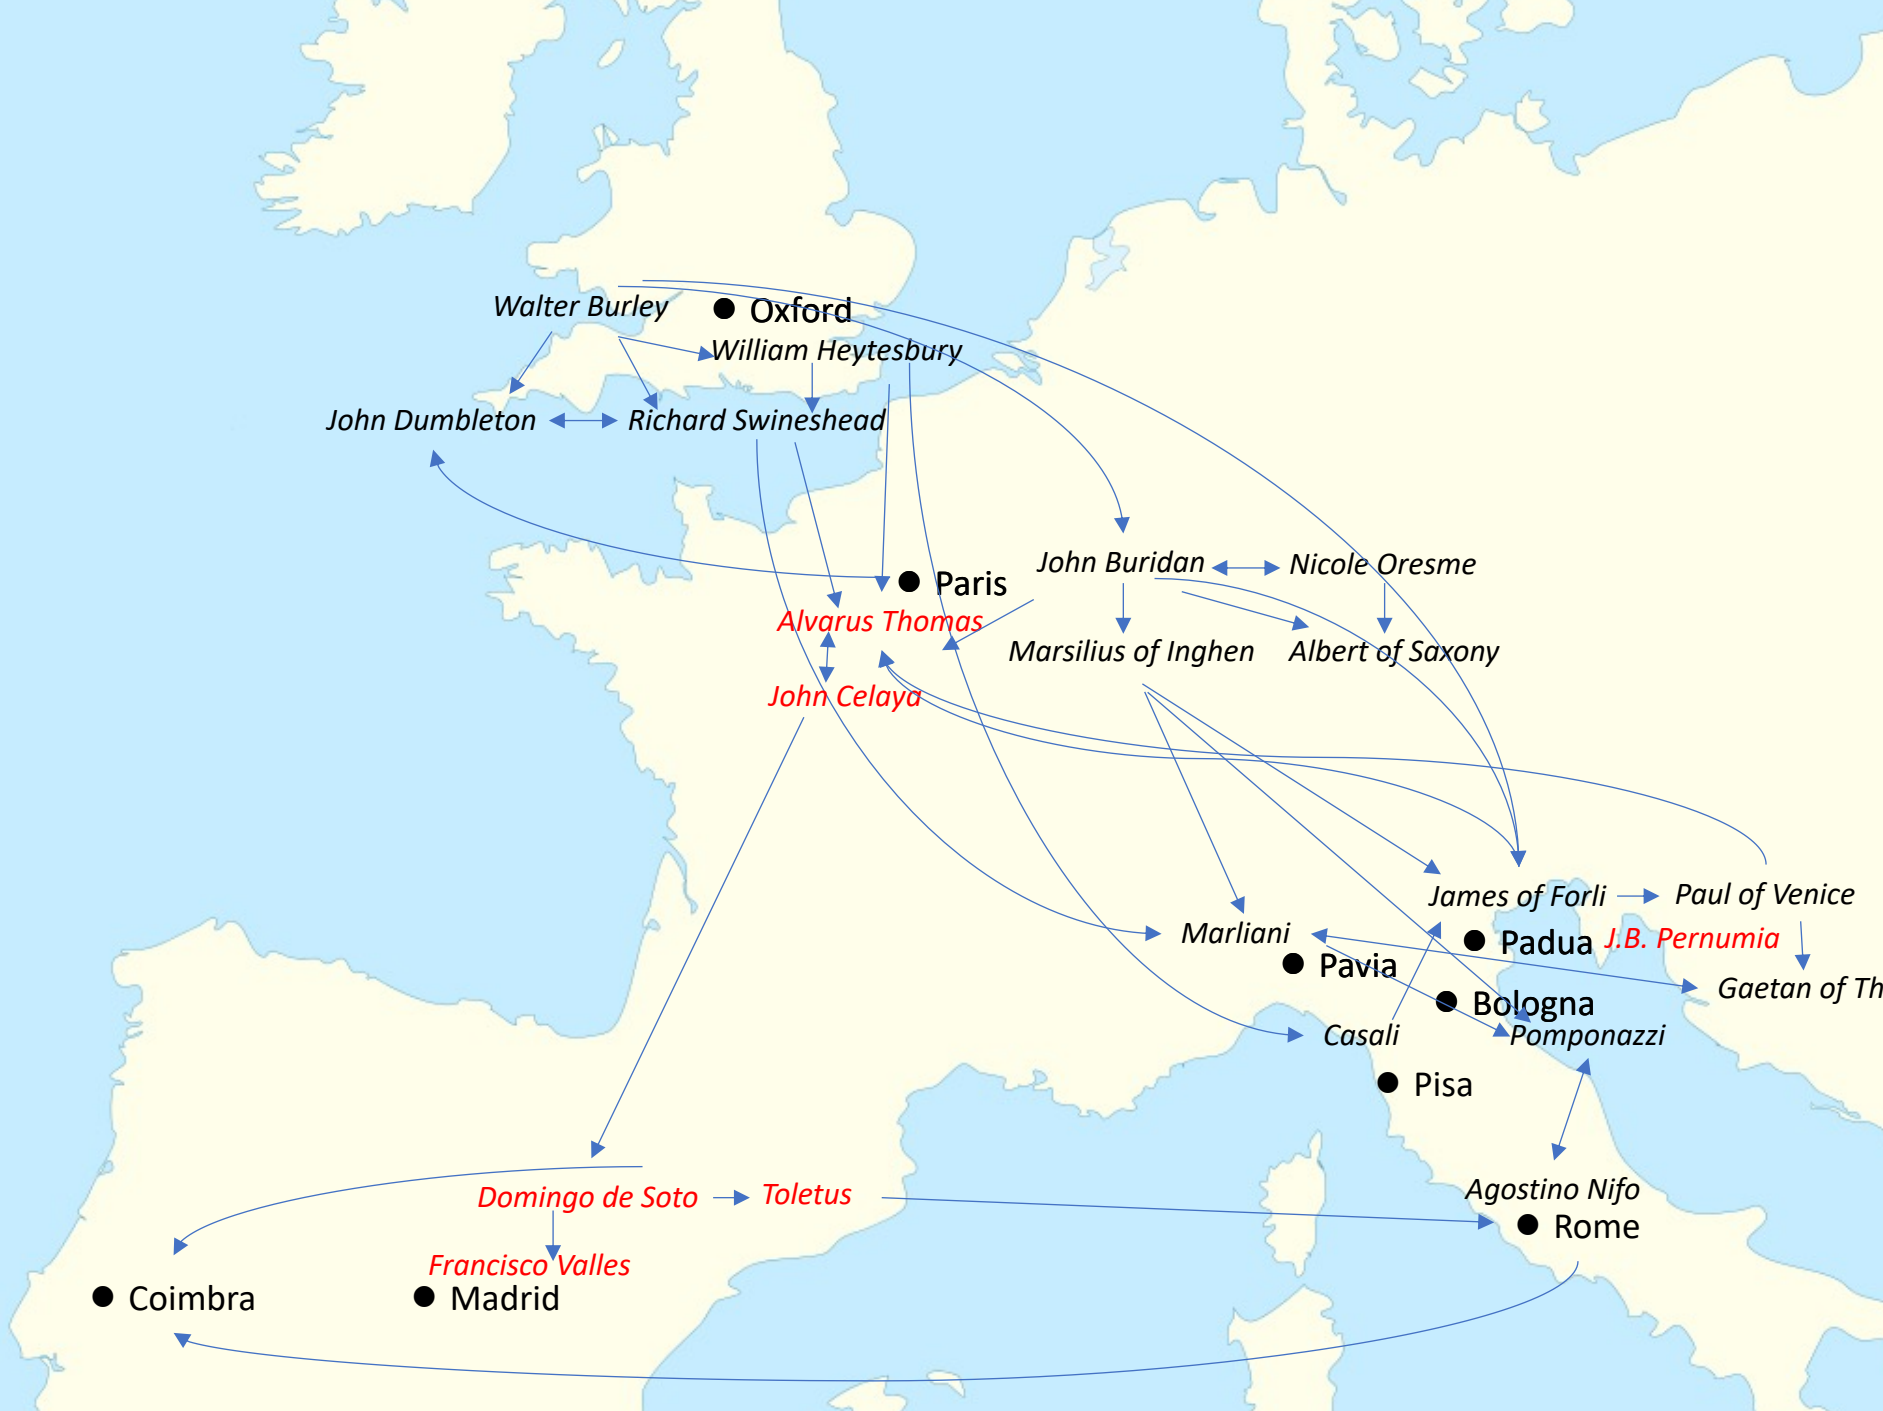 Walter Burley
Oxford
William Heytesbury
John Dumbleton
Richard Swineshead
John Buridan
Nicole Oresme
Paris
Alvarus Thomas
Marsilius of Inghen
Albert of Saxony
John Celaya
James of Forli
Paul of Venice
Marliani
Padua
J.B. Pernumia
Pavia
Gaetan of Th
Bologna
Casali
Pomponazzi
Pisa
Domingo de Soto
Toletus
Agostino Nifo
Rome
Francisco Valles
Coimbra
Madrid